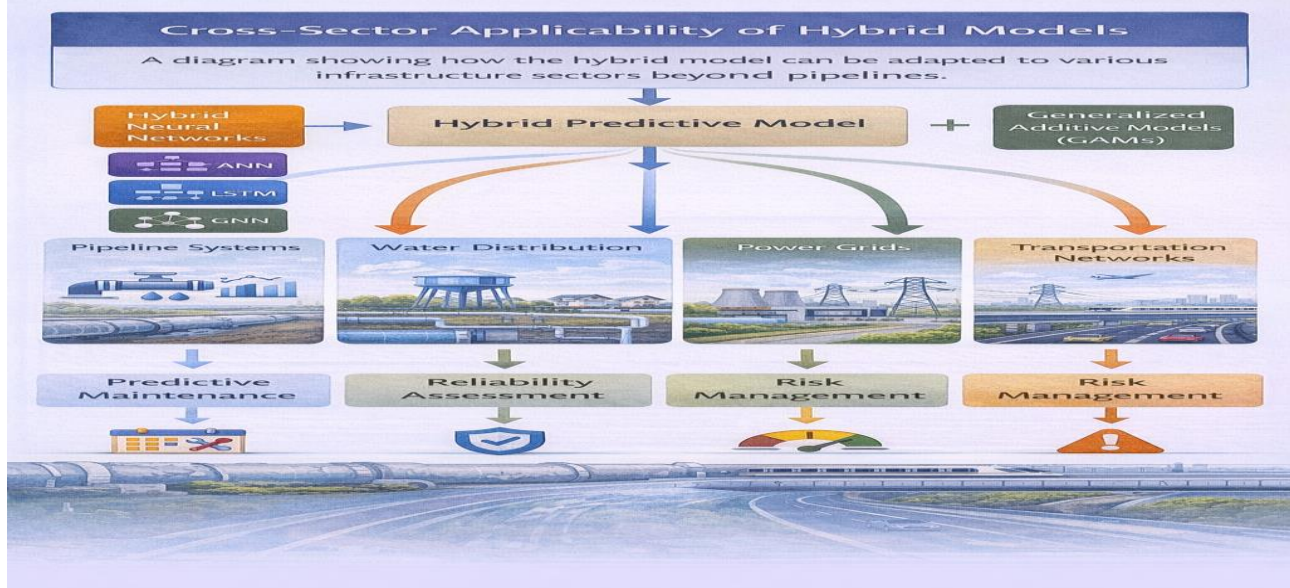 Cross-Sector Applicability of Hybrid Models
A diagram showing how the hybrid model can be adapted to various
infrastructure sectors beyond pipelines.
Hybrid
Neural
Networks
Hybrid Predictive Model
+
Generalized
Additive Models
(GAMs)
ANN
LSTM
GNN
Pipeline Systems
Water Distribution
Power Grids
Transportation
Networks
Predictive
Maintenance
Reliability
Assessment
Risk
Management
Risk
Management